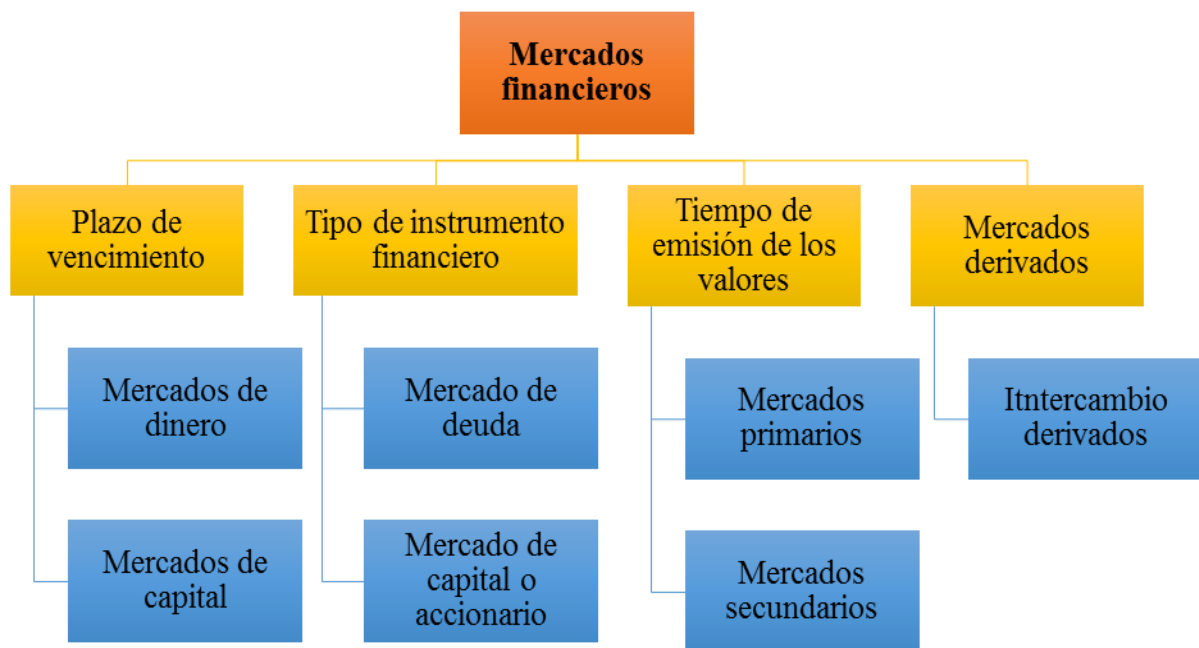 Mercados
financieros
Plazo de
vencimiento
Tipo de instrumento
financiero
Tiempo de
emisión de los
valores
Mercados
derivados
Mercados de
dinero
Mercado de
deuda
Mercados
primarios
Itntercambio
derivados
Mercados de
capital
Mercado de
capital o
accionario
Mercados
secundarios